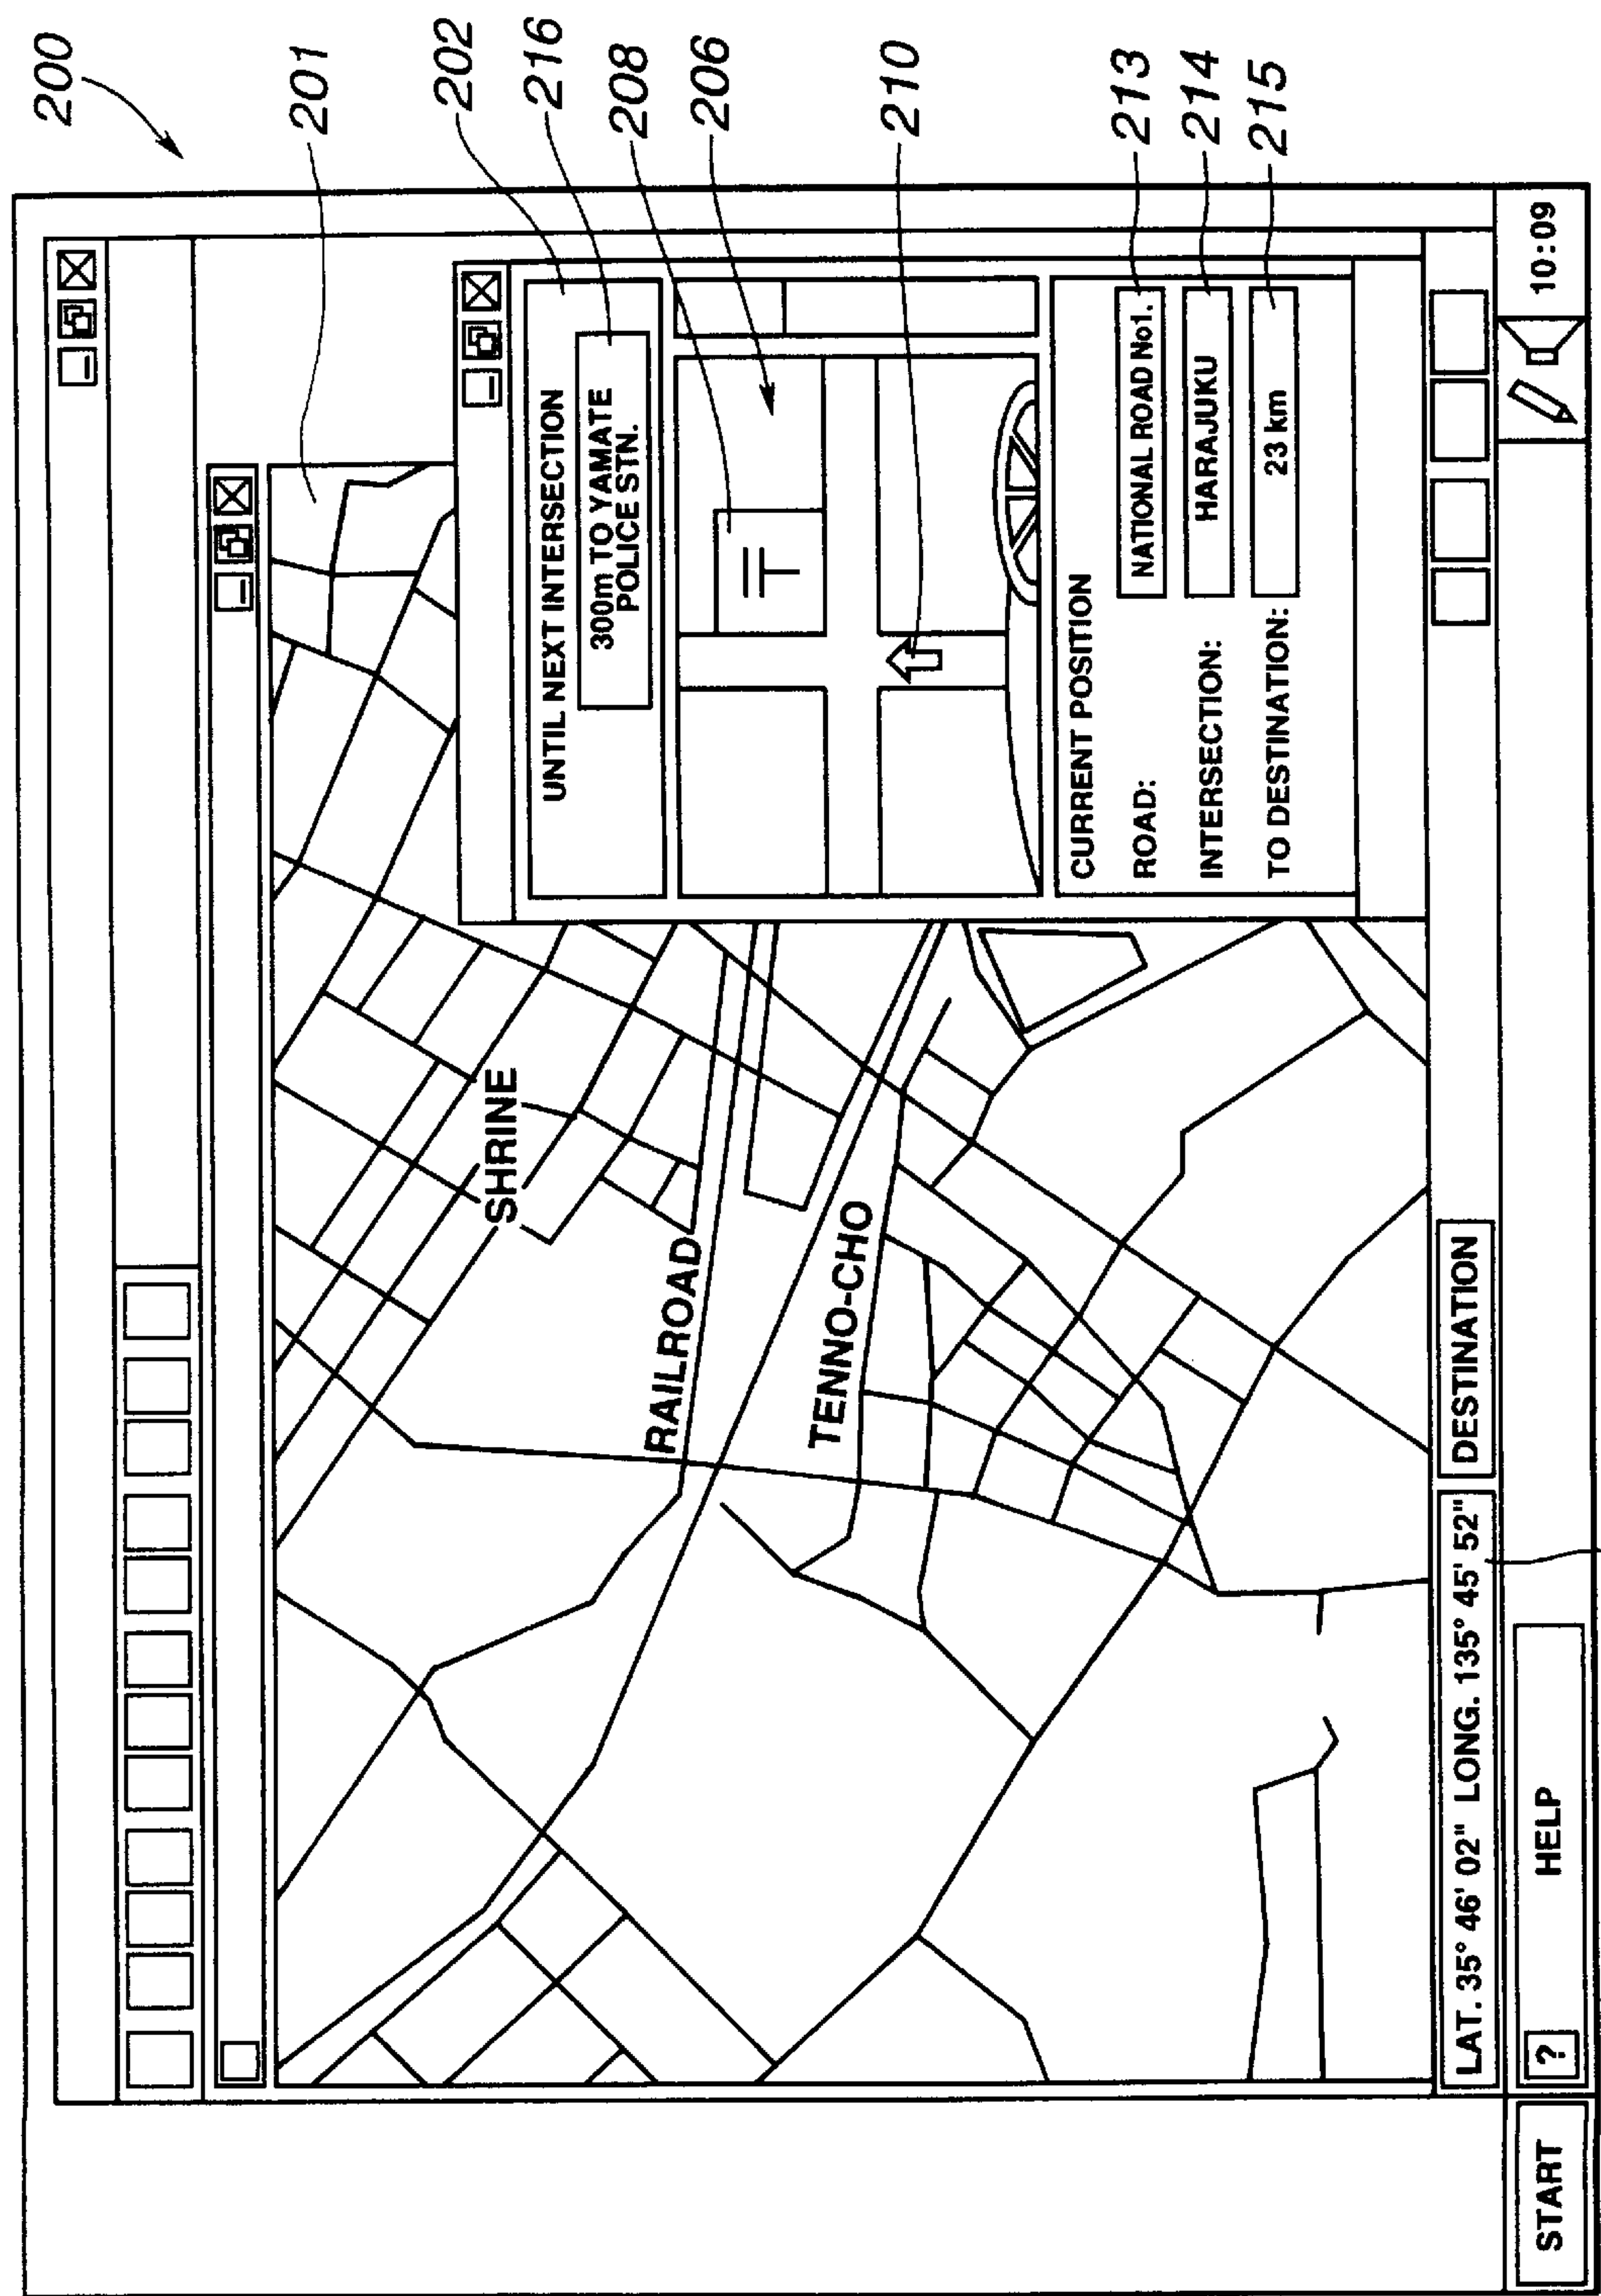 200
201
202
216
208
206
210
213
214
215
UNTIL NEXT INTERSECTION
300m TO YAMATE
POLICE STN.
〒
SHRINE
RAILROAD
TENNO-CHO
CURRENT POSITION
ROAD: NATIONAL ROAD No1.
INTERSECTION: HARAJUKU
TO DESTINATION: 23 km
LAT. 35° 46' 02" LONG. 135° 45' 52" DESTINATION
START ? HELP 10:09